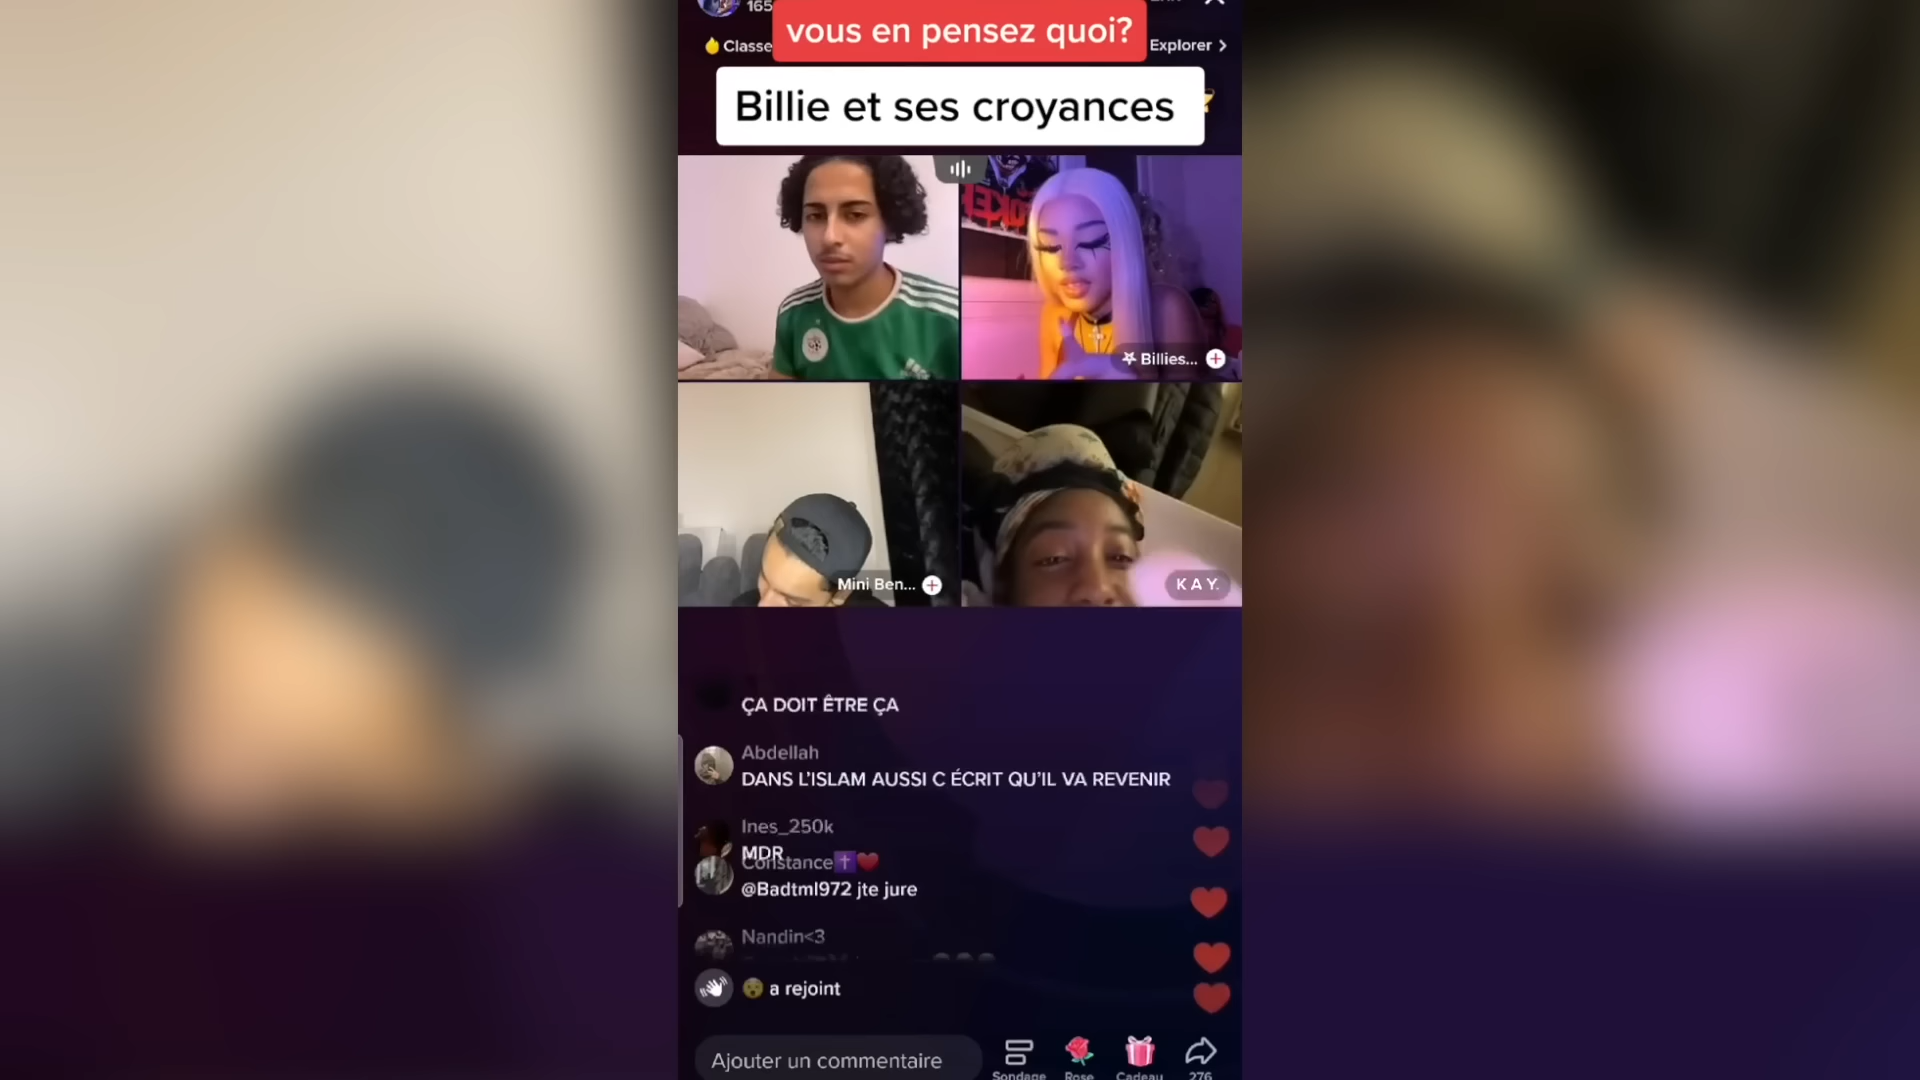 165
vous en pensez quoi?
Classe
Explorer >
Billie et ses croyances
Billies...
Mini Ben...
K A Y.
ÇA DOIT ÊTRE ÇA
Abdellah
DANS L'ISLAM AUSSI C ÉCRIT QU'IL VA REVENIR
Ines_250k
MDR
Constance✝️❤️
@Badtml972 jte jure
Nandin<3
😯 a rejoint
Ajouter un commentaire
Sondage
Rose
Cadeau
276